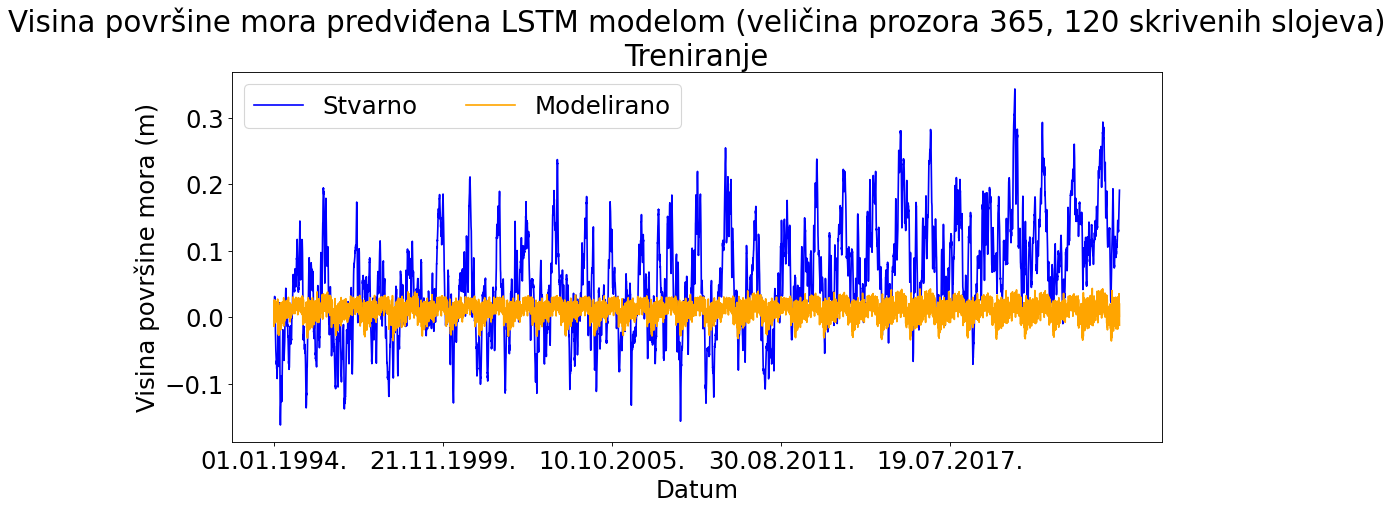 Visina površine mora predviđena LSTM modelom (veličina prozora 365, 120 skrivenih slojeva)
Treniranje
Stvarno Modelirano
Visina površine mora (m)
0.3
0.2
0.1
0.0
−0.1
01.01.1994. 21.11.1999. 10.10.2005. 30.08.2011. 19.07.2017.
Datum